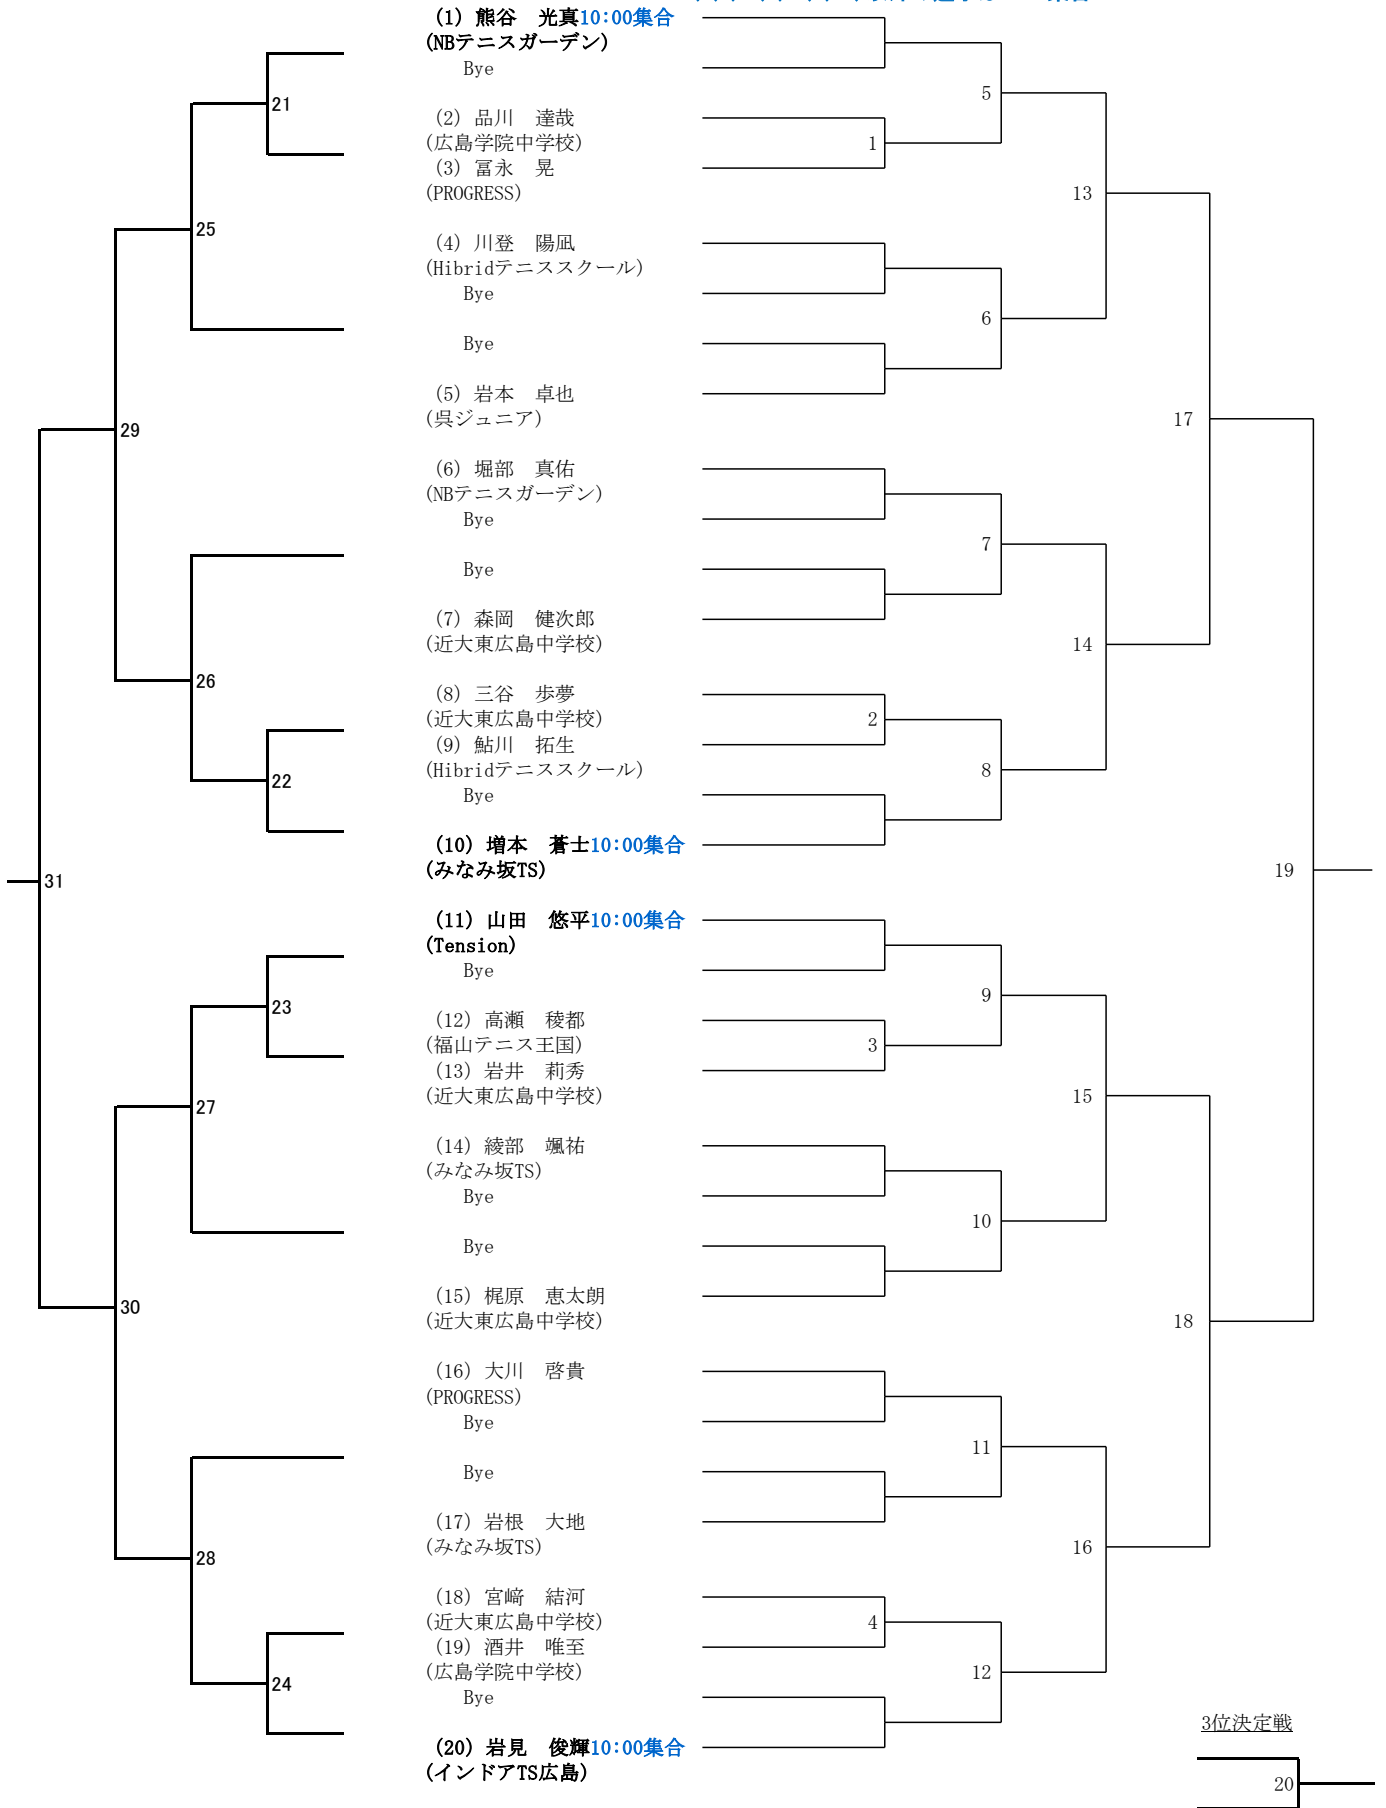 (1) 熊谷　光真10:00集合
(NBテニスガーデン)
Bye
(2) 品川　達哉
(広島学院中学校)
(3) 冨永　晃
(PROGRESS)
(4) 川登　陽凪
(Hibridテニススクール)
Bye
Bye
(5) 岩本　卓也
(呉ジュニア)
(6) 堀部　真佑
(NBテニスガーデン)
Bye
Bye
(7) 森岡　健次郎
(近大東広島中学校)
(8) 三谷　歩夢
(近大東広島中学校)
(9) 鮎川　拓生
(Hibridテニススクール)
Bye
(10) 増本　蒼士10:00集合
(みなみ坂TS)
(11) 山田　悠平10:00集合
(Tension)
Bye
(12) 高瀬　稜都
(福山テニス王国)
(13) 岩井　莉秀
(近大東広島中学校)
(14) 綾部　颯祐
(みなみ坂TS)
Bye
Bye
(15) 梶原　恵太朗
(近大東広島中学校)
(16) 大川　啓貴
(PROGRESS)
Bye
Bye
(17) 岩根　大地
(みなみ坂TS)
(18) 宮﨑　結河
(近大東広島中学校)
(19) 酒井　唯至
(広島学院中学校)
Bye
(20) 岩見　俊輝10:00集合
(インドアTS広島)
21
25
29
26
22
31
23
27
30
28
24
1
2
3
4
5
6
7
8
9
10
11
12
13
14
15
16
17
18
19
3位決定戦
20